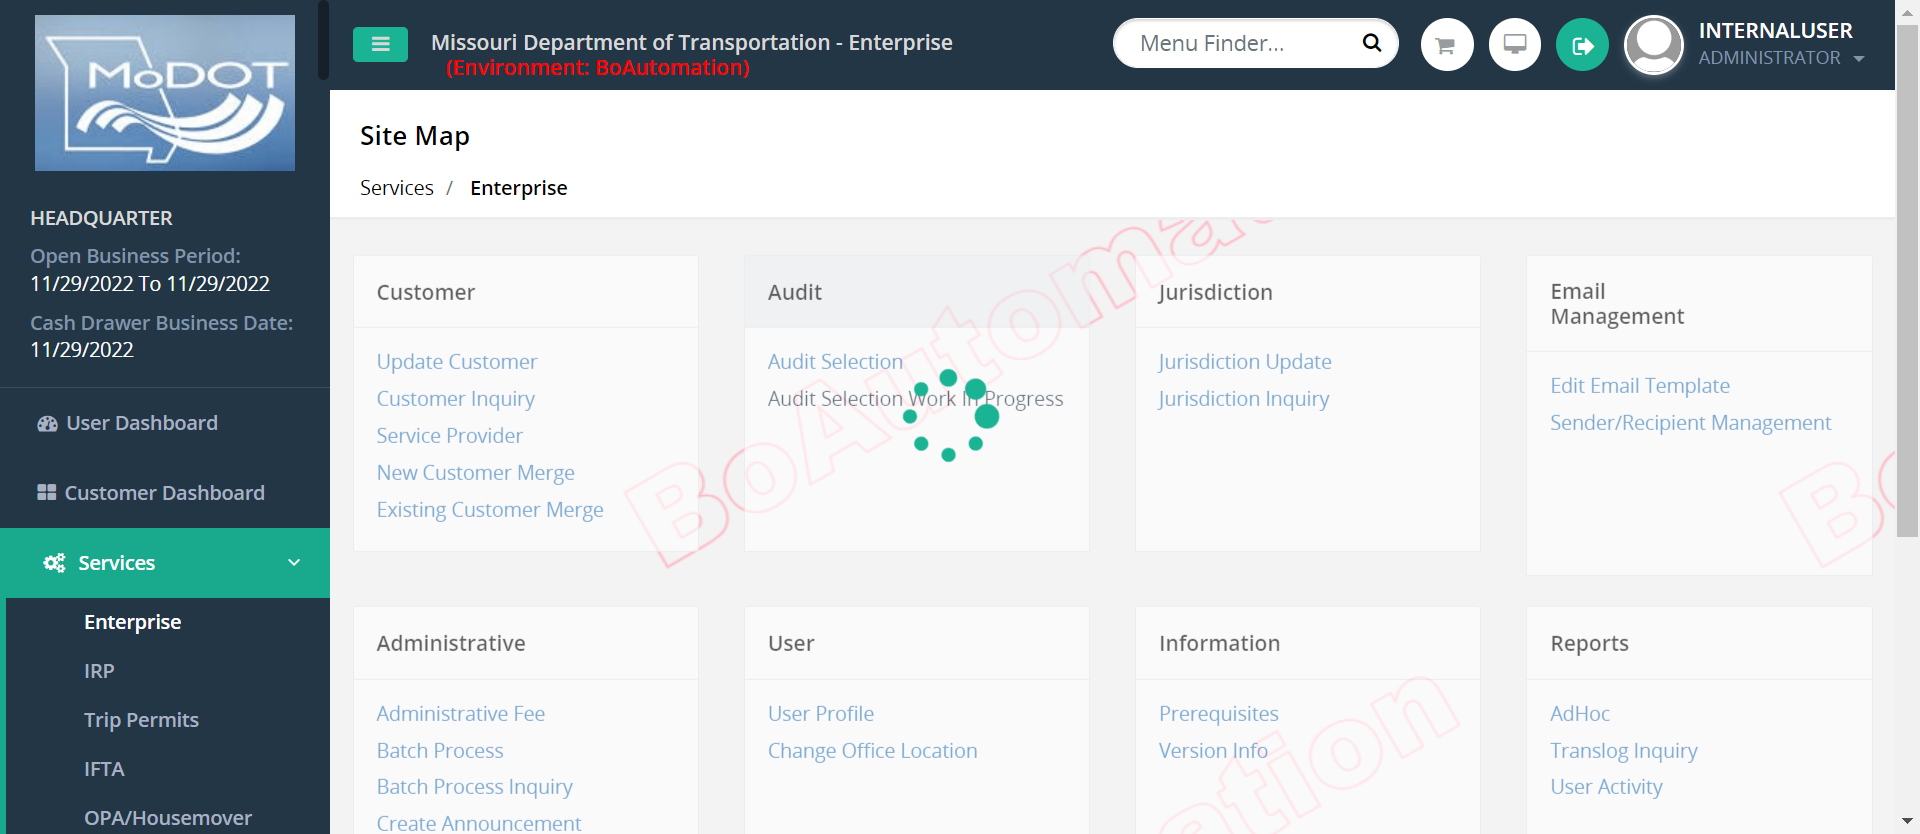 MoDOT
HEADQUARTER
Open Business Period:
11/29/2022 To 11/29/2022
Cash Drawer Business Date:
11/29/2022
User Dashboard
Customer Dashboard
Services
Enterprise
IRP
Trip Permits
IFTA
OPA/Housemover
Missouri Department of Transportation - Enterprise
(Environment: BoAutomation)
Menu Finder...
INTERNALUSER
ADMINISTRATOR
Site Map
Services / Enterprise
Customer
Update Customer
Customer Inquiry
Service Provider
New Customer Merge
Existing Customer Merge
Audit
Audit Selection
Audit Selection Work In Progress
Jurisdiction
Jurisdiction Update
Jurisdiction Inquiry
Email
Management
Edit Email Template
Sender/Recipient Management
Administrative
Administrative Fee
Batch Process
Batch Process Inquiry
Create Announcement
User
User Profile
Change Office Location
Information
Prerequisites
Version Info
Reports
AdHoc
Translog Inquiry
User Activity
BoAutoma
Bo
ation